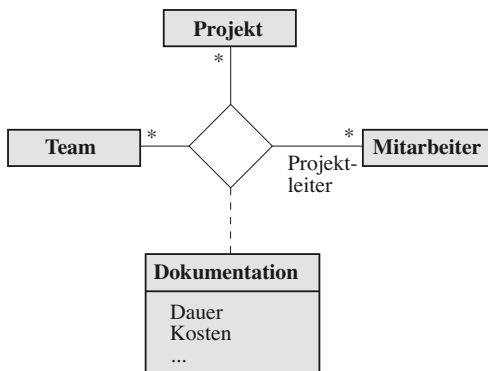 Projekt
*
Team
*
*
Mitarbeiter
Projekt-
leiter
Dokumentation
Dauer
Kosten
...